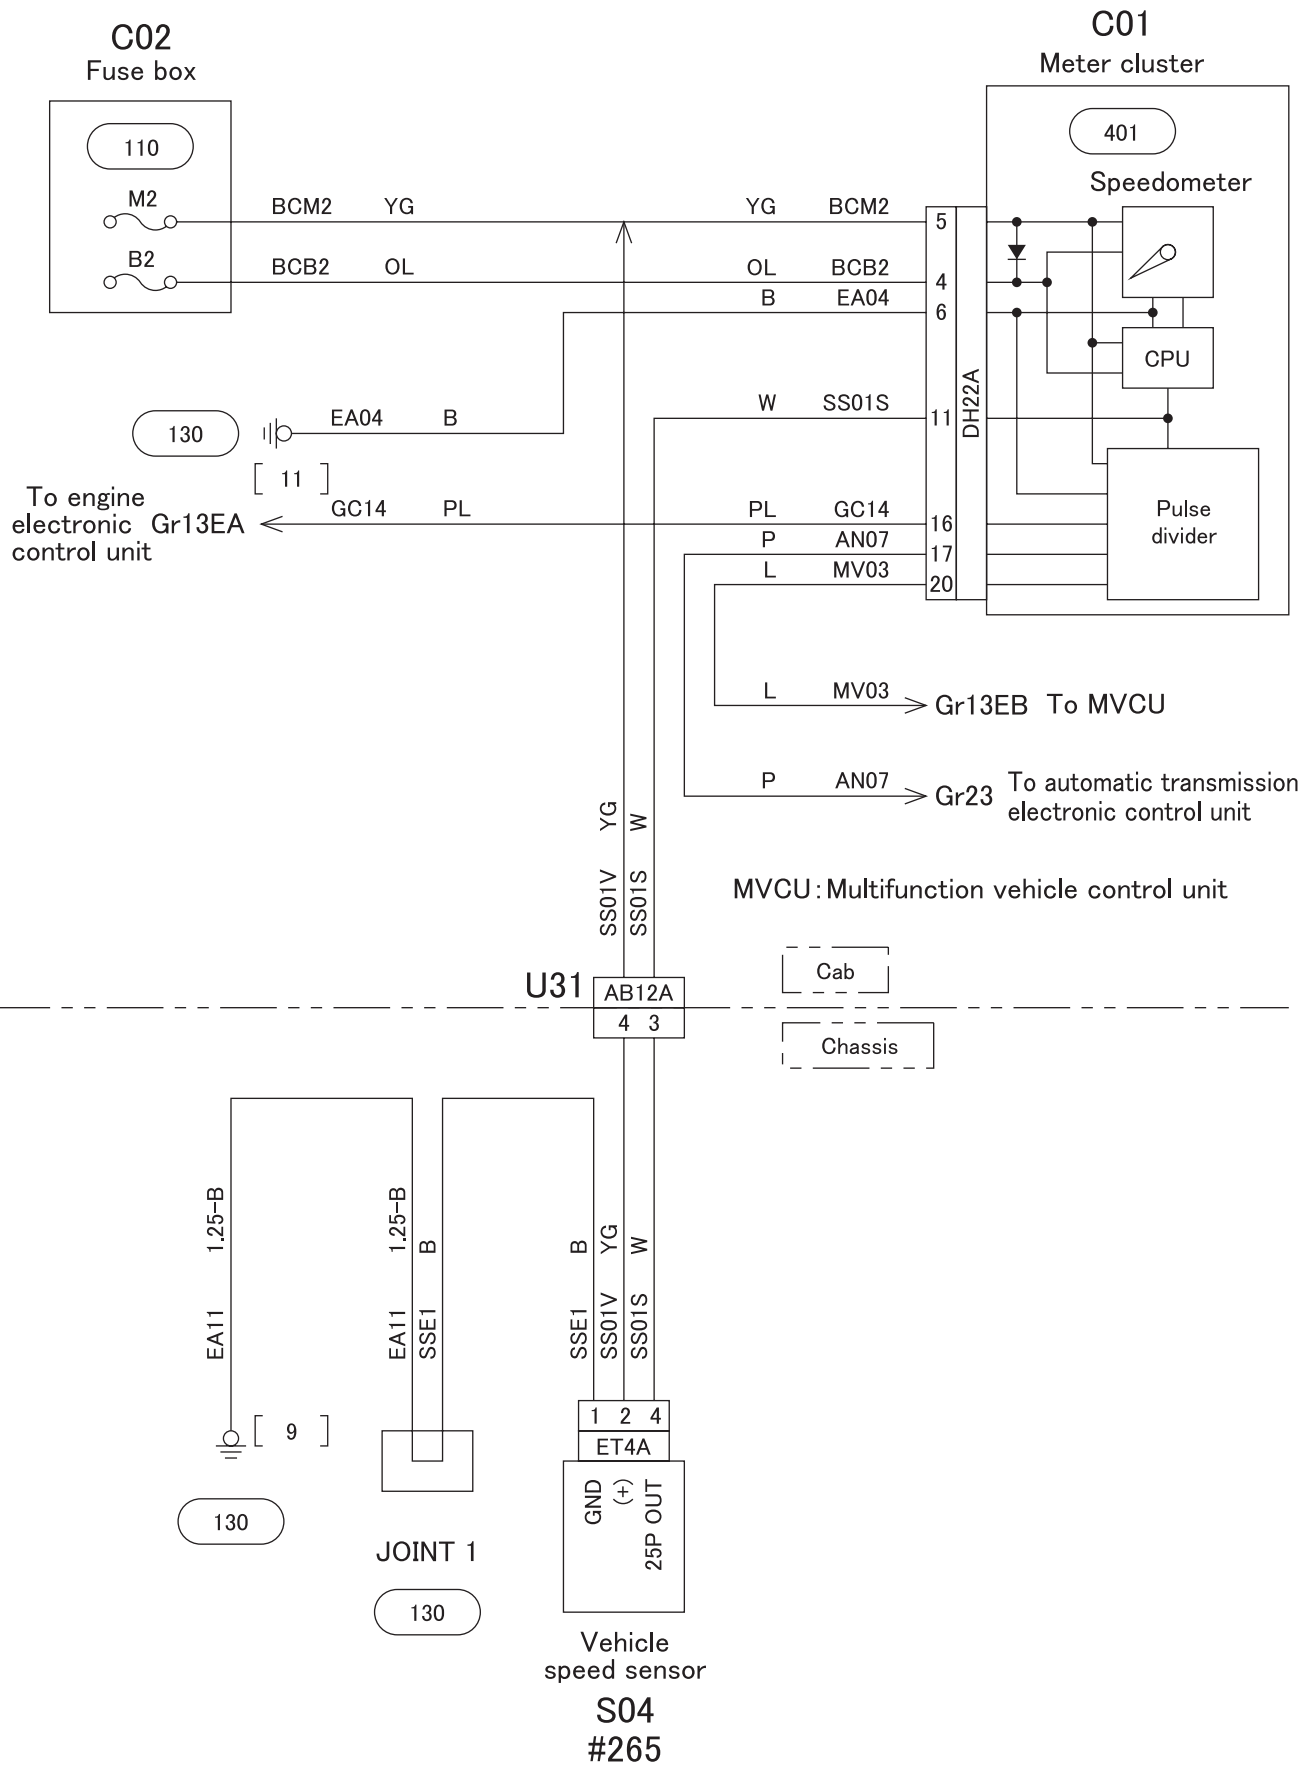 C02
Fuse box
C01
Meter cluster
110
401
M2
Speedometer
BCM2 YG YG BCM2 5
B2
BCB2 OL OL BCB2 4
B EA04 6
CPU
DH22A
W SS01S 11
130
EA04 B
[ 11 ]
To engine
electronic Gr13EA
control unit
GC14 PL PL GC14 16
P AN07 17
L MV03 20
Pulse
divider
L MV03 Gr13EB To MVCU
P AN07 Gr23 To automatic transmission
electronic control unit
SS01V YG
SS01S W
MVCU: Multifunction vehicle control unit
U31
AB12A
4 3
Cab
Chassis
EA11 1.25-B
EA11 1.25-B
SSE1 B
SSE1 B
SS01V YG
SS01S W
[ 9 ]
130
JOINT 1
130
1 2 4
ET4A
GND
(+)
25P OUT
Vehicle
speed sensor
S04
#265